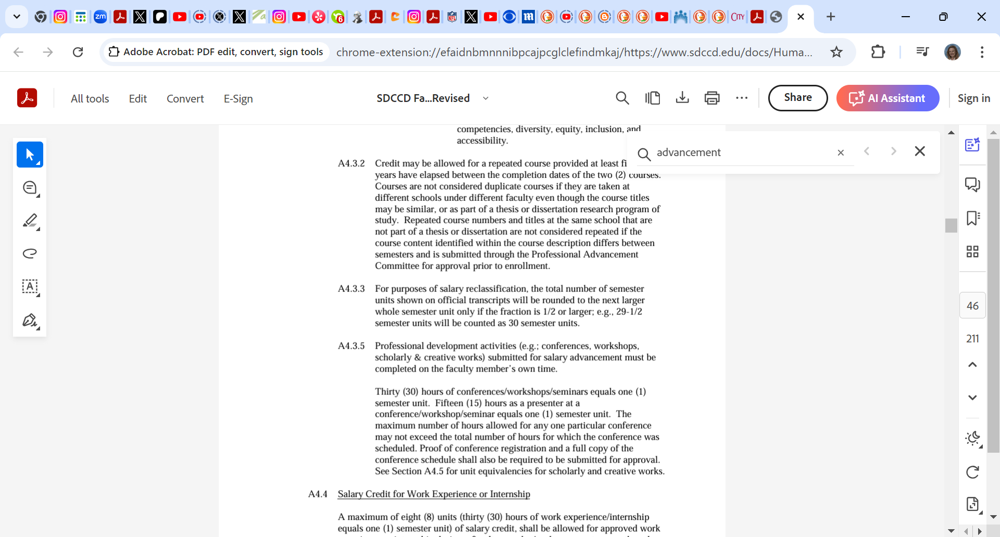 zm
6
NFL
m
CITY
Adobe Acrobat: PDF edit, convert, sign tools
chrome-extension://efaidnbmnnnibpcajpcglclefindmkaj/https://www.sdccd.edu/docs/Huma...
All tools
Edit
Convert
E-Sign
SDCCD Fa...Revised
Share
AI Assistant
Sign in
advancement
competencies, diversity, equity, inclusion, and
accessibility.
A4.3.2 Credit may be allowed for a repeated course provided at least fi
years have elapsed between the completion dates of the two (2) courses.
Courses are not considered duplicate courses if they are taken at
different schools under different faculty even though the course titles
may be similar, or as part of a thesis or dissertation research program of
study. Repeated course numbers and titles at the same school that are
not part of a thesis or dissertation are not considered repeated if the
course content identified within the course description differs between
semesters and is submitted through the Professional Advancement
Committee for approval prior to enrollment.
A4.3.3 For purposes of salary reclassification, the total number of semester
units shown on official transcripts will be rounded to the next larger
whole semester unit only if the fraction is 1/2 or larger; e.g., 29-1/2
semester units will be counted as 30 semester units.
A4.3.5 Professional development activities (e.g.; conferences, workshops,
scholarly & creative works) submitted for salary advancement must be
completed on the faculty member's own time.
Thirty (30) hours of conferences/workshops/seminars equals one (1)
semester unit. Fifteen (15) hours as a presenter at a
conference/workshop/seminar equals one (1) semester unit. The
maximum number of hours allowed for any one particular conference
may not exceed the total number of hours for which the conference was
scheduled. Proof of conference registration and a full copy of the
conference schedule shall also be required to be submitted for approval.
See Section A4.5 for unit equivalencies for scholarly and creative works.
A4.4 Salary Credit for Work Experience or Internship
A maximum of eight (8) units (thirty (30) hours of work experience/internship
equals one (1) semester unit) of salary credit, shall be allowed for approved work
46
211